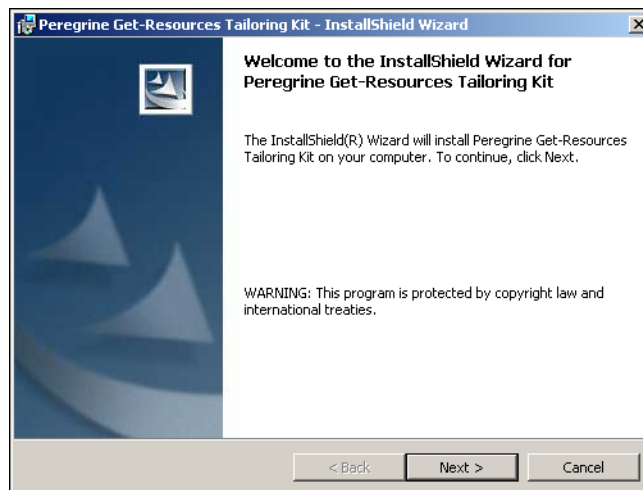 Peregrine Get-Resources Tailoring Kit - InstallShield Wizard
Welcome to the InstallShield Wizard for
Peregrine Get-Resources Tailoring Kit
The InstallShield(R) Wizard will install Peregrine Get-Resources
Tailoring Kit on your computer. To continue, click Next.
WARNING: This program is protected by copyright law and
international treaties.
< Back Next > Cancel